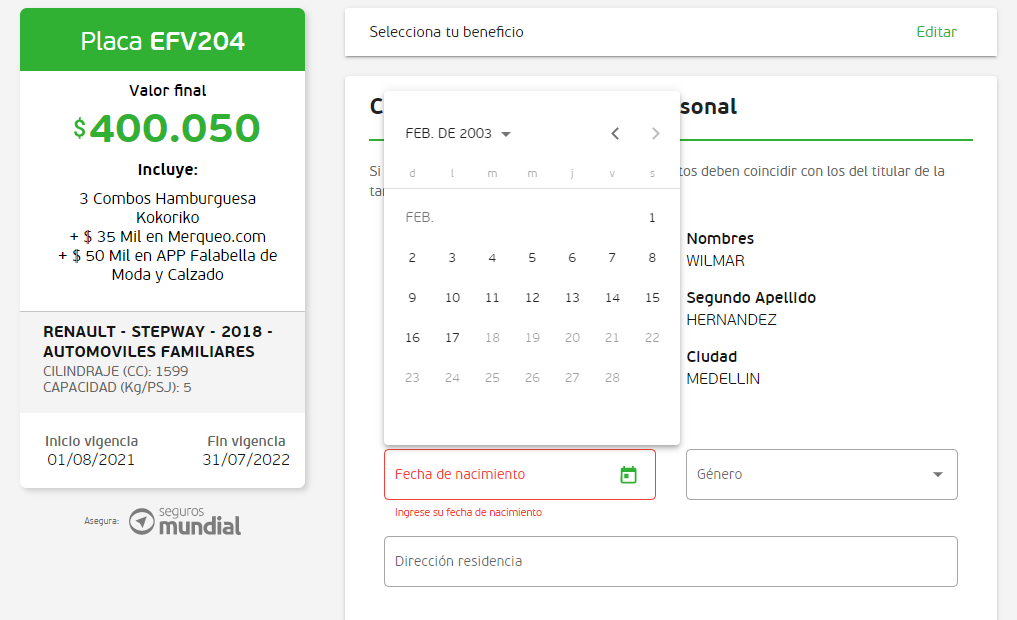 Placa EFV204
Valor final
$400.050
Incluye:
3 Combos Hamburguesa
Kokoriko
+ $ 35 Mil en Merqueo.com
+ $ 50 Mil en APP Falabella de
Moda y Calzado
RENAULT - STEPWAY - 2018 -
AUTOMOVILES FAMILIARES
CILINDRAJE (CC): 1599
CAPACIDAD (Kg/PSJ): 5
Inicio vigencia
01/08/2021
Fin vigencia
31/07/2022
Asegura:
seguros
mundial
Selecciona tu beneficio
Editar
C
sonal
Si
tos deben coincidir con los del titular de la
FEB. DE 2003
d l m m j v s
FEB. 1
2 3 4 5 6 7 8
9 10 11 12 13 14 15
16 17 18 19 20 21 22
23 24 25 26 27 28
Nombres
WILMAR
Segundo Apellido
HERNANDEZ
Ciudad
MEDELLIN
Fecha de nacimiento
Ingrese su fecha de nacimiento
Género
Dirección residencia